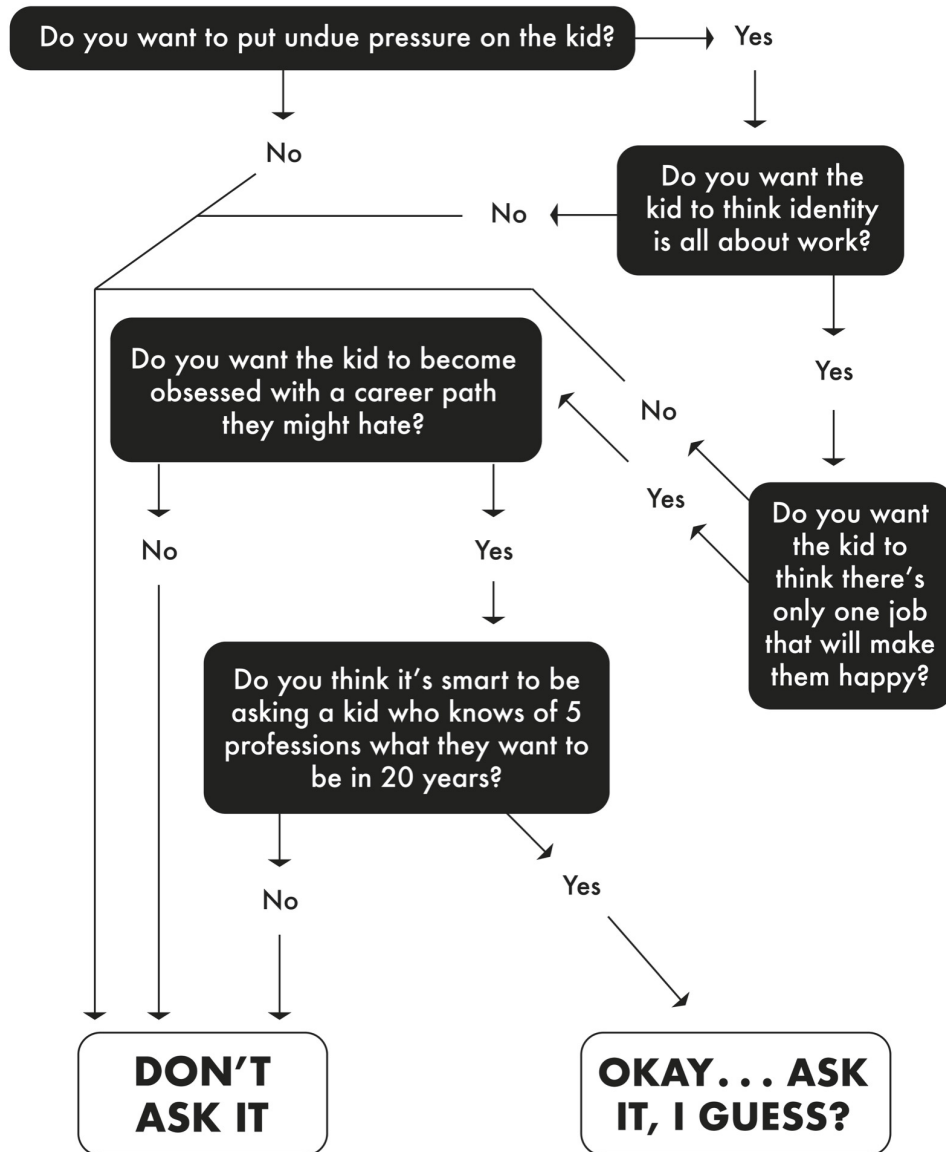 Do you want to put undue pressure on the kid?
Yes
No
Do you want the
kid to think identity
is all about work?
No
Yes
Do you want the kid to become
obsessed with a career path
they might hate?
No
Yes
Do you want
the kid to
think there's
only one job
that will make
them happy?
No
Yes
Do you think it's smart to be
asking a kid who knows of 5
professions what they want to
be in 20 years?
No
Yes
DON'T
ASK IT
OKAY... ASK
IT, I GUESS?